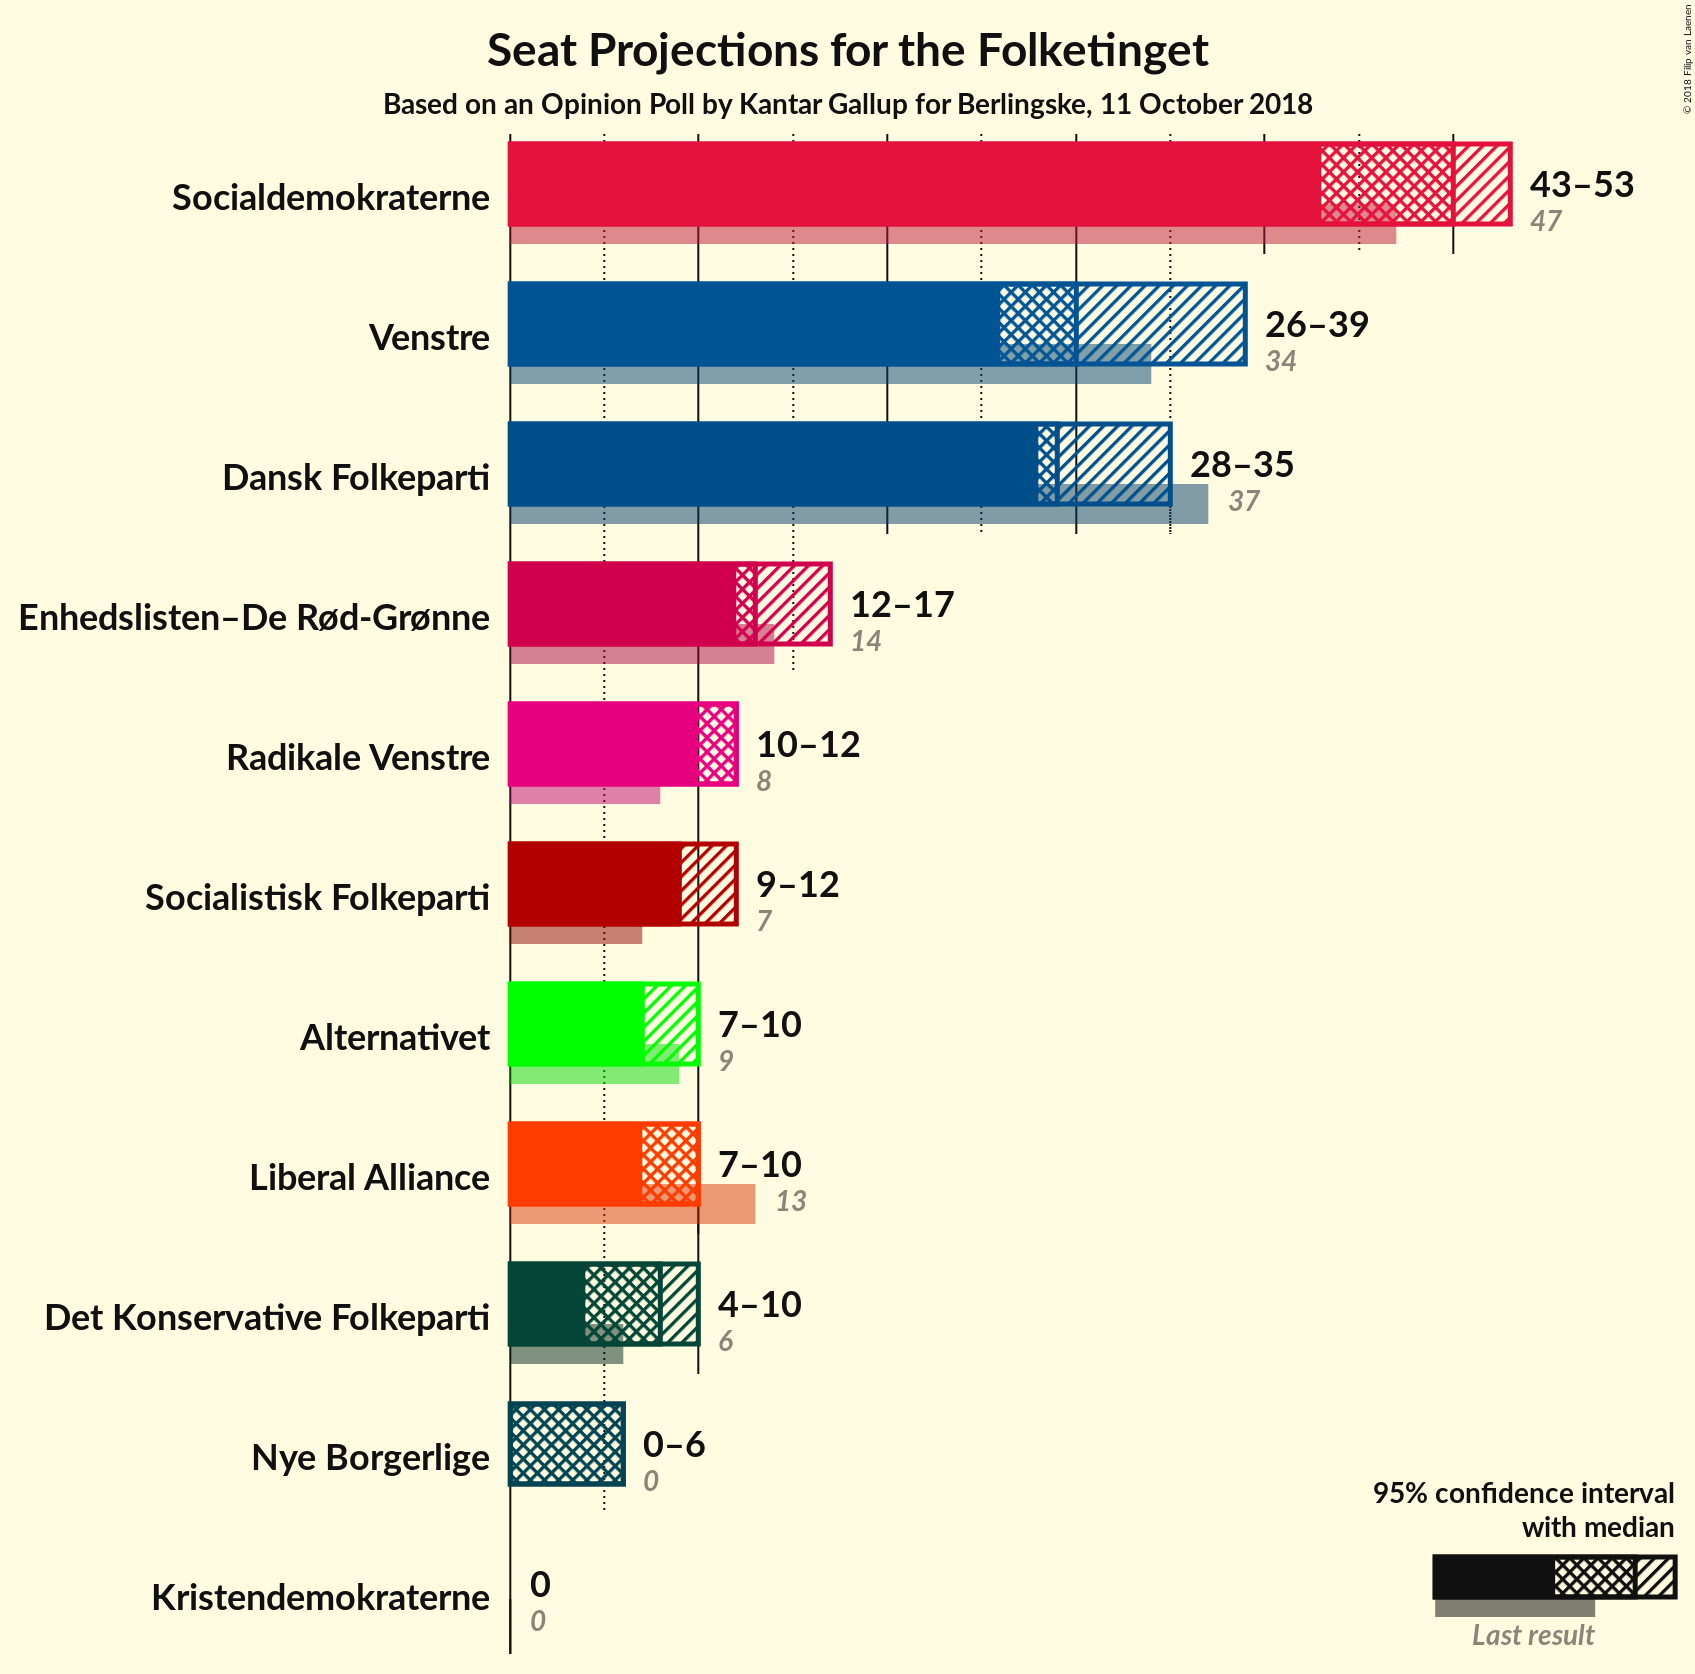 Seat Projections for the Folketinget
Based on an Opinion Poll by Kantar Gallup for Berlingske, 11 October 2018
© 2018 Filip van Laenen
Socialdemokraterne
43–53
47
Venstre
26–39
34
Dansk Folkeparti
28–35
37
Enhedslisten–De Rød-Grønne
12–17
14
Radikale Venstre
10–12
8
Socialistisk Folkeparti
9–12
7
Alternativet
7–10
9
Liberal Alliance
7–10
13
Det Konservative Folkeparti
4–10
6
Nye Borgerlige
0–6
0
Kristendemokraterne
0
0
95% confidence interval
with median
Last result